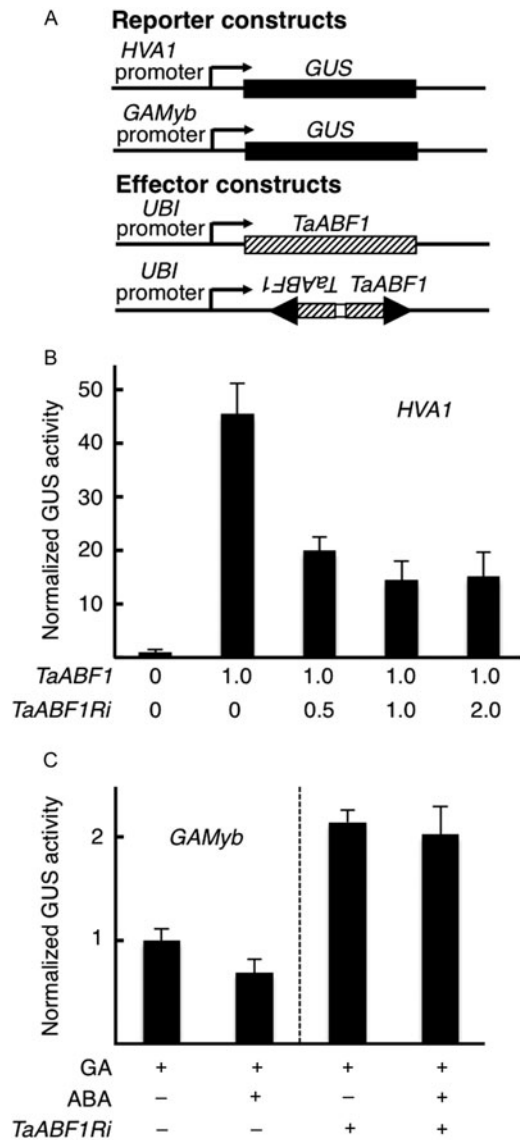 A
Reporter constructs
HVA1
promoter
GUS
GAMyb
promoter
GUS
Effector constructs
UBI
promoter
TaABF1
UBI
promoter
TaABF1 TaABF1
B
Normalized GUS activity
50
40
30
20
10
HVA1
TaABF1 0 1.0 1.0 1.0 1.0
TaABF1Ri 0 0 0.5 1.0 2.0
C
Normalized GUS activity
2
1
GAMyb
GA + + + +
ABA – + – +
TaABF1Ri – – + +